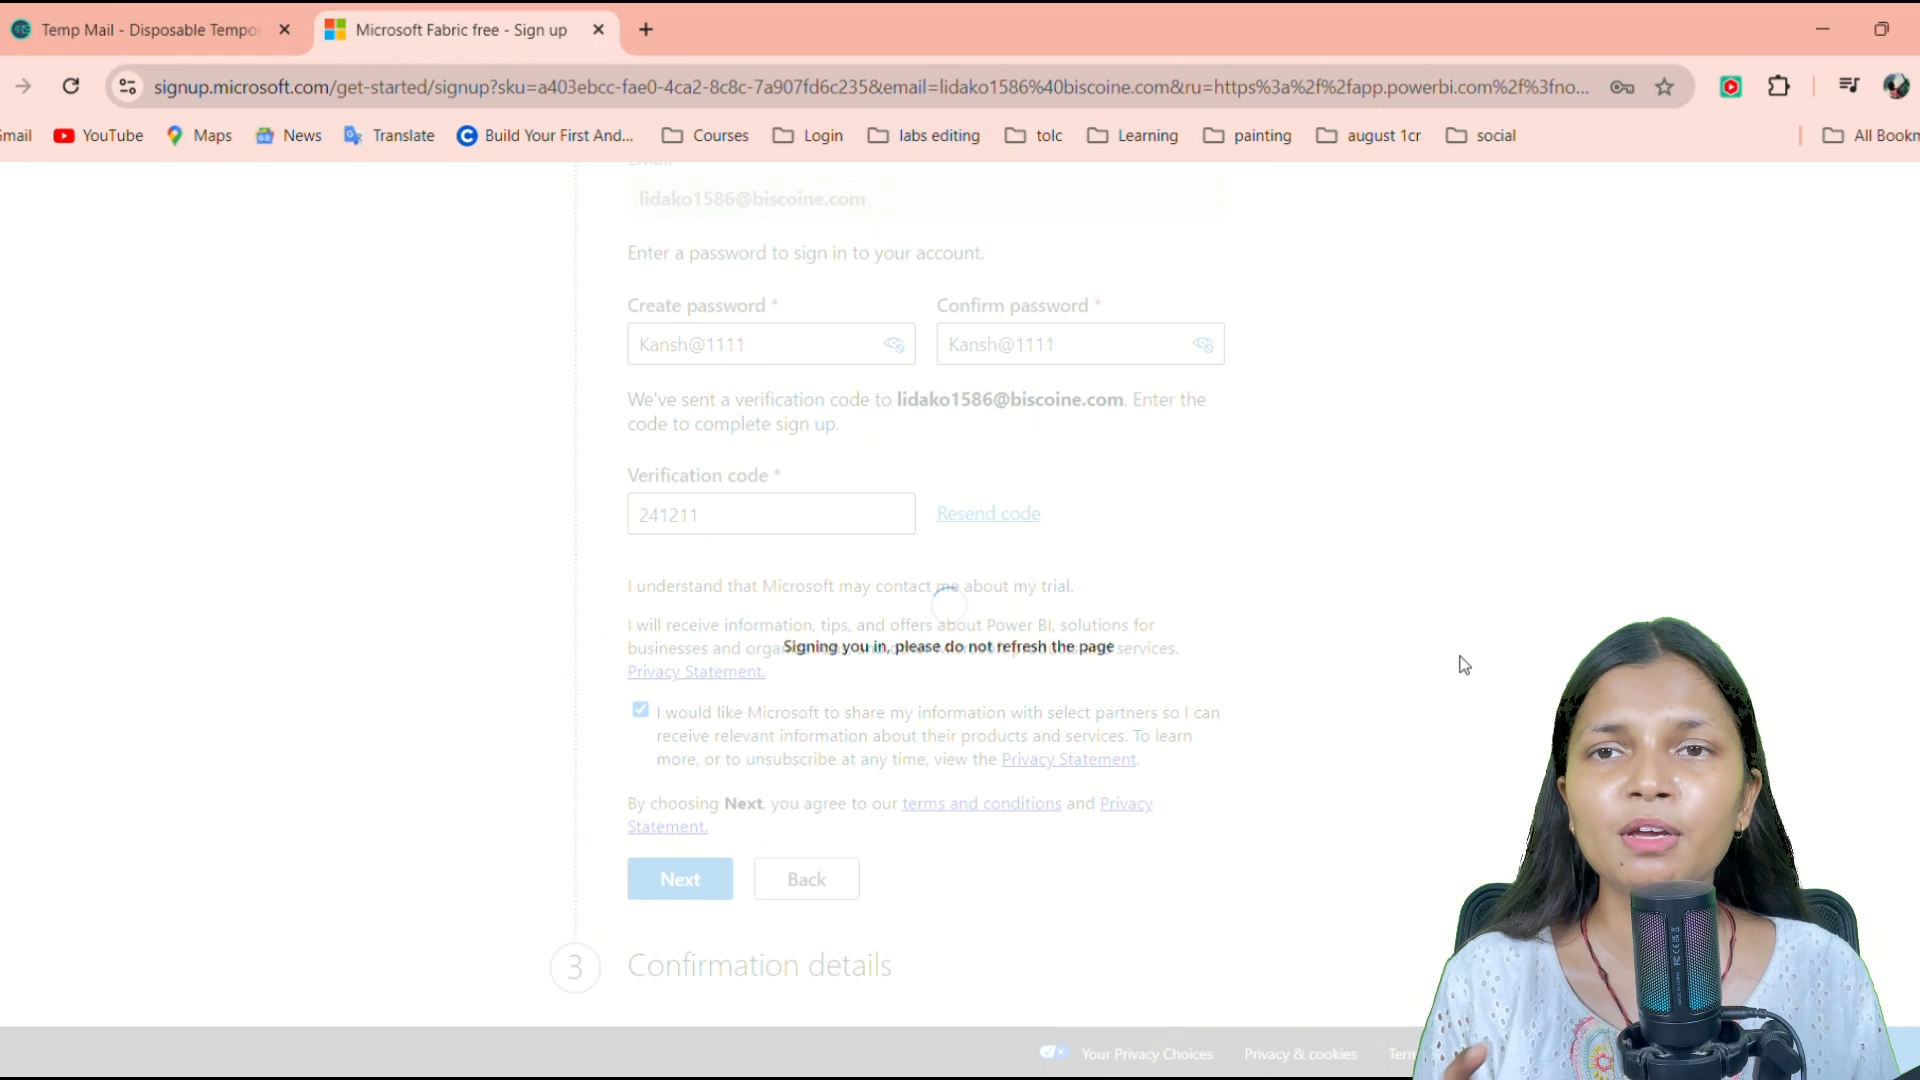 Temp Mail - Disposable Tempo
Microsoft Fabric free - Sign up
signup.microsoft.com/get-started/signup?sku=a403ebcc-fae0-4ca2-8c8c-7a907fd6c235&email=lidako1586%40biscoine.com&ru=https%3a%2f%2fapp.powerbi.com%2f%3fno...
Gmail YouTube Maps News Translate Build Your First And... Courses Login labs editing tolc Learning painting august 1cr social All Bookm
Email
lidako1586@biscoine.com
Enter a password to sign in to your account.
Create password * Confirm password *
Kansh@1111 Kansh@1111
We've sent a verification code to lidako1586@biscoine.com. Enter the
code to complete sign up.
Verification code *
241211 Resend code
I understand that Microsoft may contact me about my trial.
I will receive information, tips, and offers about Power BI, solutions for
businesses and services.
Signing you in, please do not refresh the page
Privacy Statement.
I would like Microsoft to share my information with select partners so I can
receive relevant information about their products and services. To learn
more, or to unsubscribe at any time, view the Privacy Statement.
By choosing Next, you agree to our terms and conditions and Privacy
Statement.
Next Back
3 Confirmation details
Your Privacy Choices Privacy & cookies Term